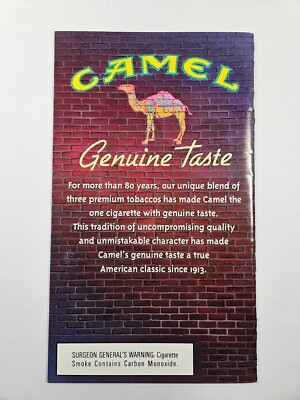 CAMEL
Genuine Taste
For more than 80 years, our unique blend of
three premium tobaccos has made Camel the
one cigarette with genuine taste.
This tradition of uncompromising quality
and unmistakable character has made
Camel's genuine taste a true
American classic since 1913.
SURGEON GENERAL'S WARNING: Cigarette
Smoke Contains Carbon Monoxide.